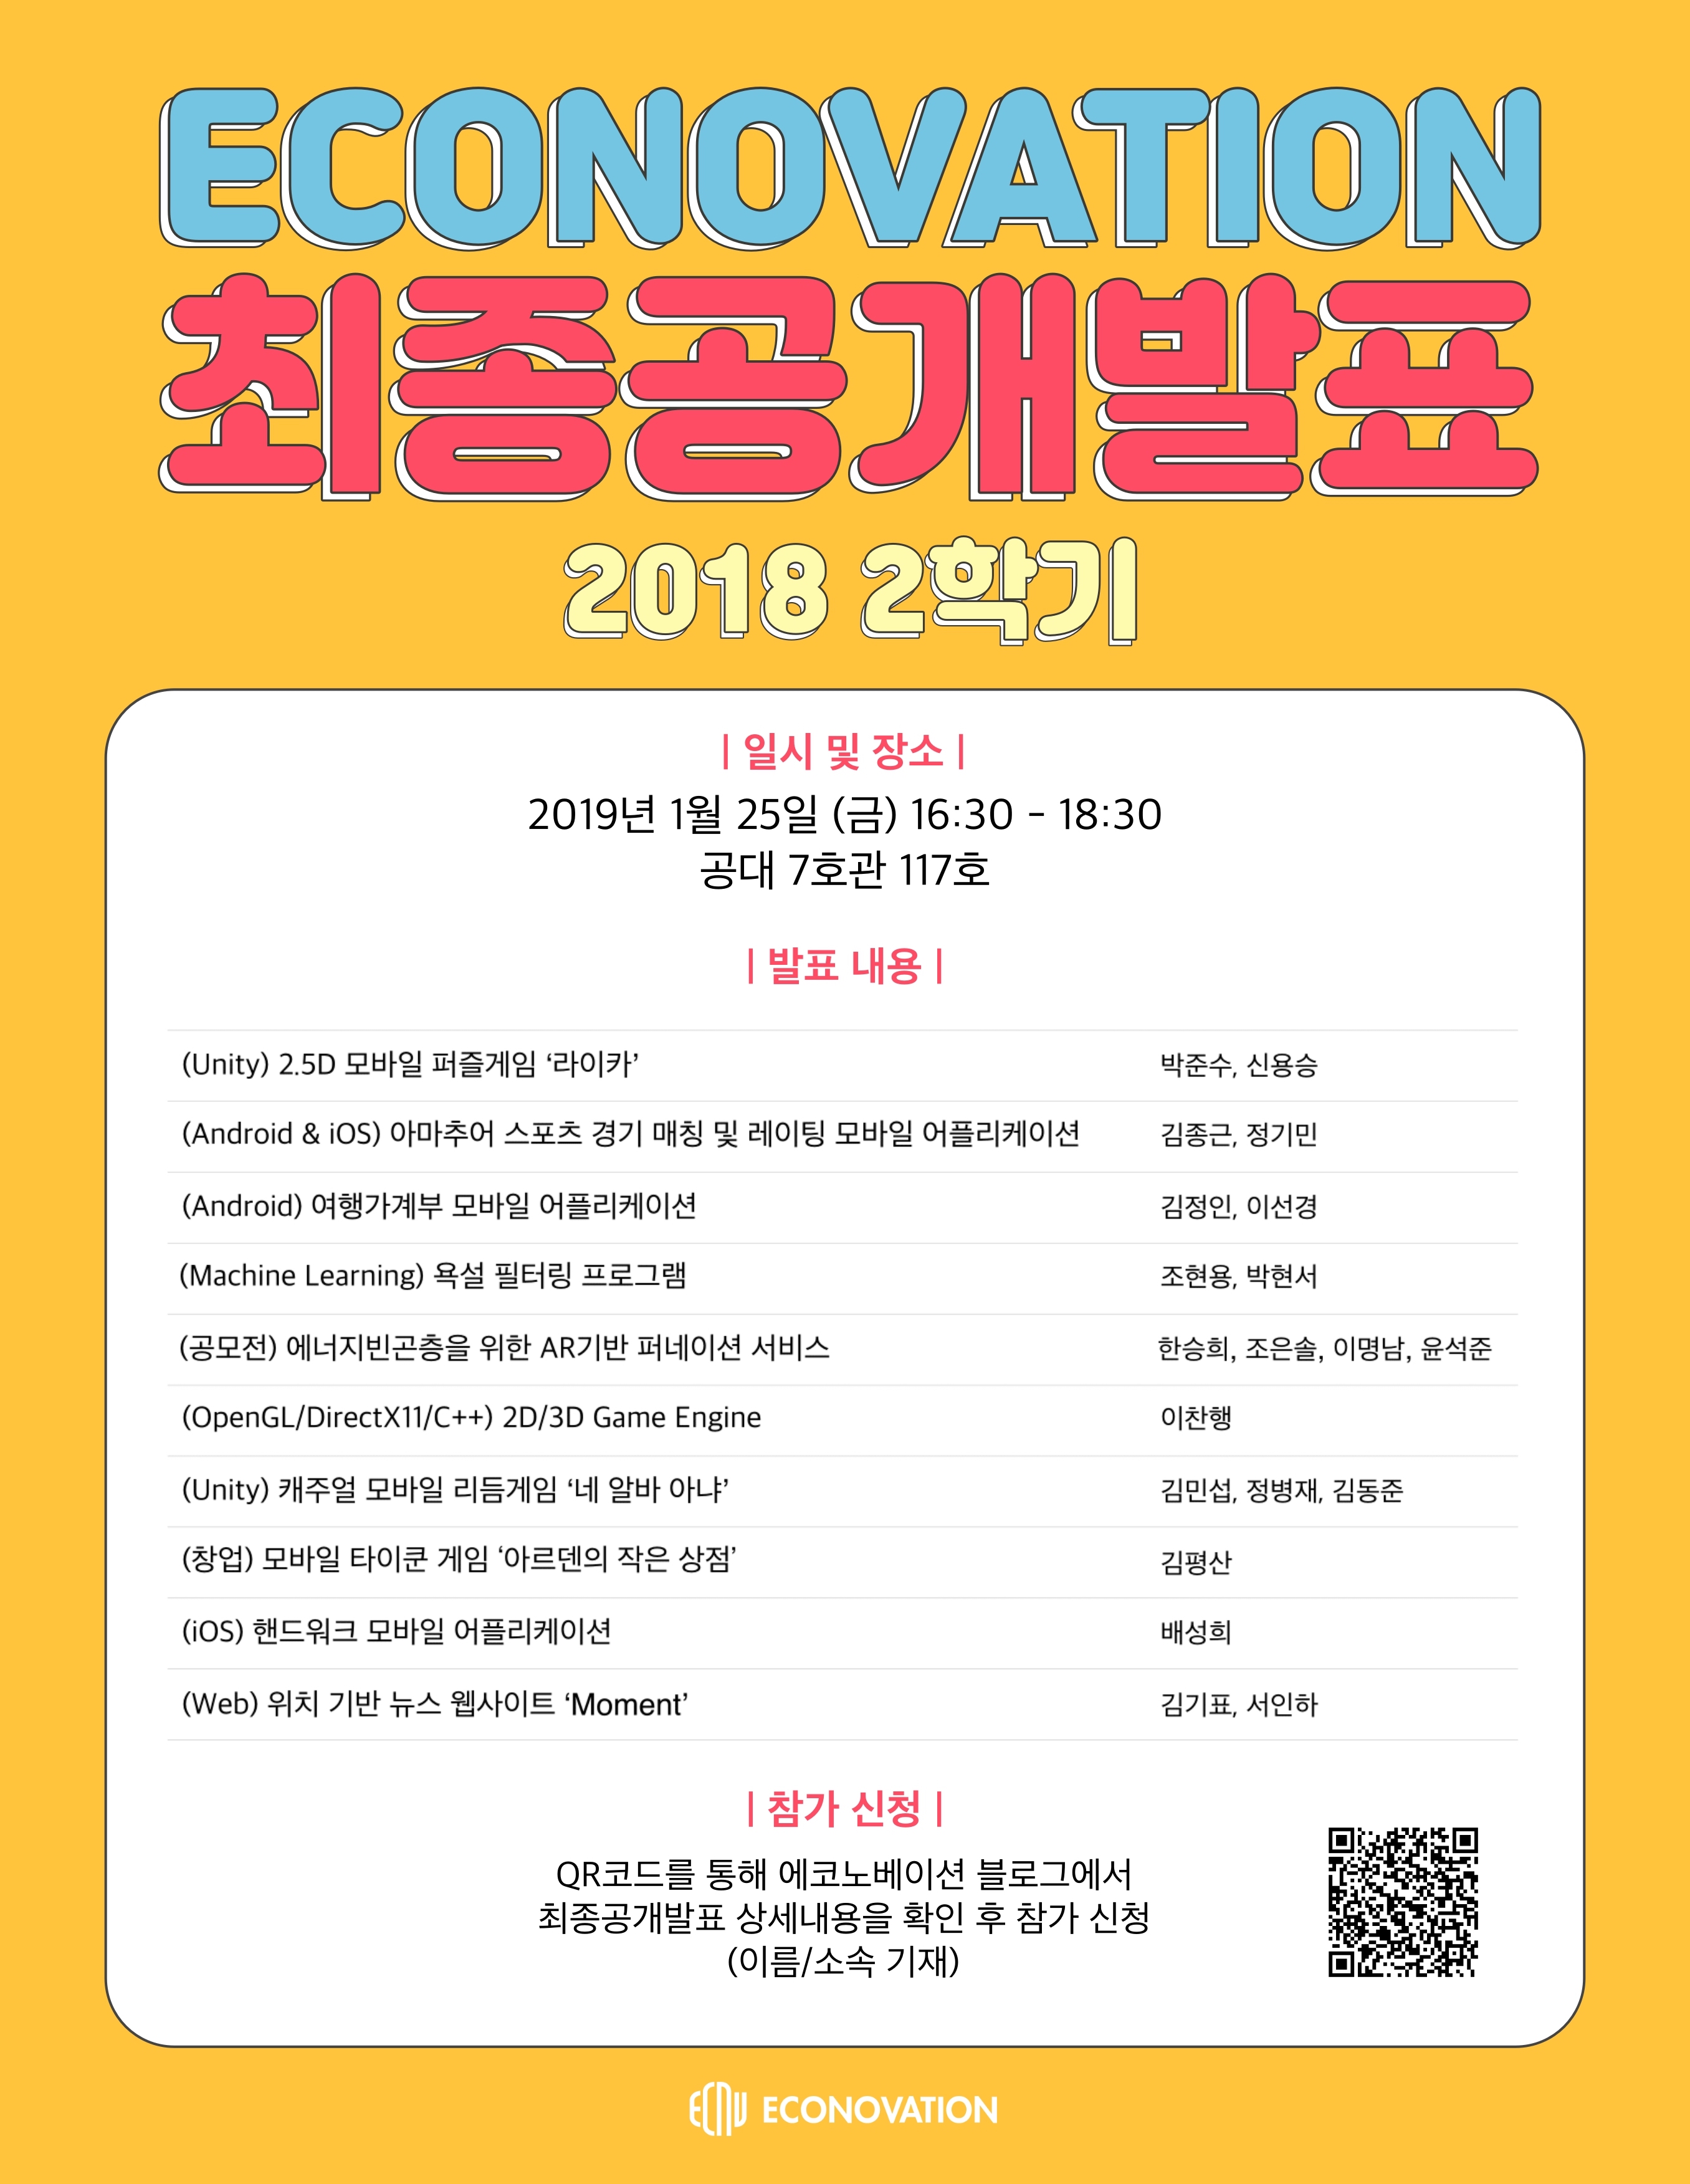 ECONOVATION
최종공개발표
2018 2학기
| 일시 및 장소 |
2019년 1월 25일 (금) 16:30 - 18:30
공대 7호관 117호
| 발표 내용 |
(Unity) 2.5D 모바일 퍼즐게임 ‘라이카’ 박준수, 신용승
(Android & iOS) 아마추어 스포츠 경기 매칭 및 레이팅 모바일 어플리케이션 김종근, 정기민
(Android) 여행가계부 모바일 어플리케이션 김정인, 이선경
(Machine Learning) 욕설 필터링 프로그램 조현용, 박현서
(공모전) 에너지빈곤층을 위한 AR기반 퍼네이션 서비스 한승희, 조은솔, 이명남, 윤석준
(OpenGL/DirectX11/C++) 2D/3D Game Engine 이찬행
(Unity) 캐주얼 모바일 리듬게임 ‘네 알바 아냐’ 김민섭, 정병재, 김동준
(창업) 모바일 타이쿤 게임 ‘아르덴의 작은 상점’ 김평산
(iOS) 핸드워크 모바일 어플리케이션 배성희
(Web) 위치 기반 뉴스 웹사이트 ‘Moment’ 김기표, 서인하
| 참가 신청 |
QR코드를 통해 에코노베이션 블로그에서
최종공개발표 상세내용을 확인 후 참가 신청
(이름/소속 기재)
ECNV ECONOVATION